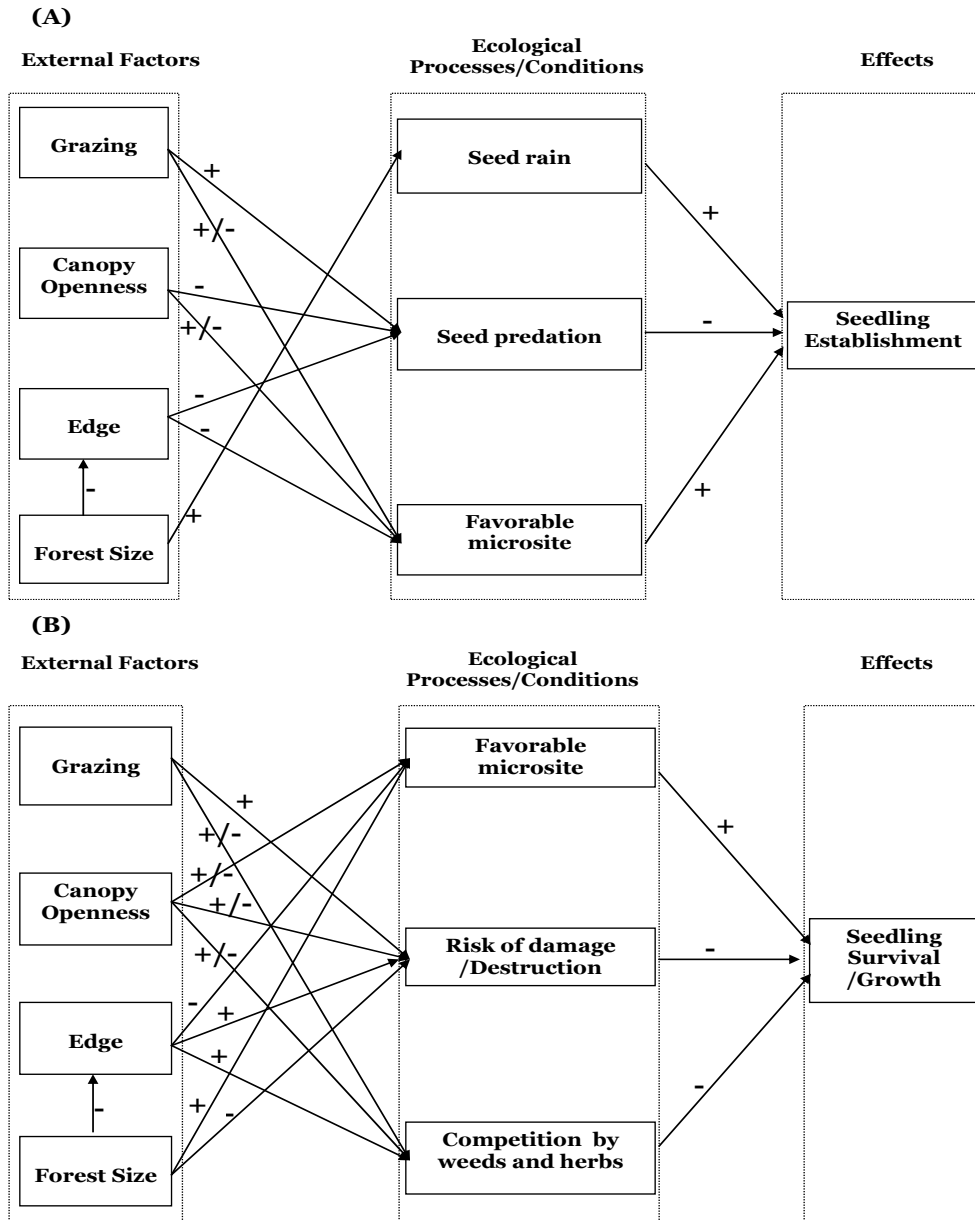 (A)
External Factors
Ecological
Processes/Conditions
Effects
Grazing
Canopy
Openness
Edge
Forest Size
-
+
+/-
-
+/-
-
-
+
Seed rain
Seed predation
Favorable
microsite
+
-
+
Seedling
Establishment
(B)
External Factors
Ecological
Processes/Conditions
Effects
Grazing
Canopy
Openness
Edge
Forest Size
-
+
+/-
+/-
+/-
+/-
-
+
+
+
-
Favorable
microsite
Risk of damage
/Destruction
Competition by
weeds and herbs
+
-
-
Seedling
Survival
/Growth